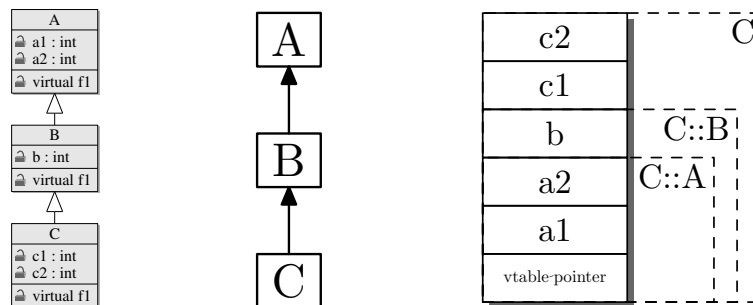 A
a1 : int
a2 : int
virtual f1
B
b : int
virtual f1
C
c1 : int
c2 : int
virtual f1
A
B
C
c2
c1
b
a2
a1
vtable-pointer
C
C::B
C::A